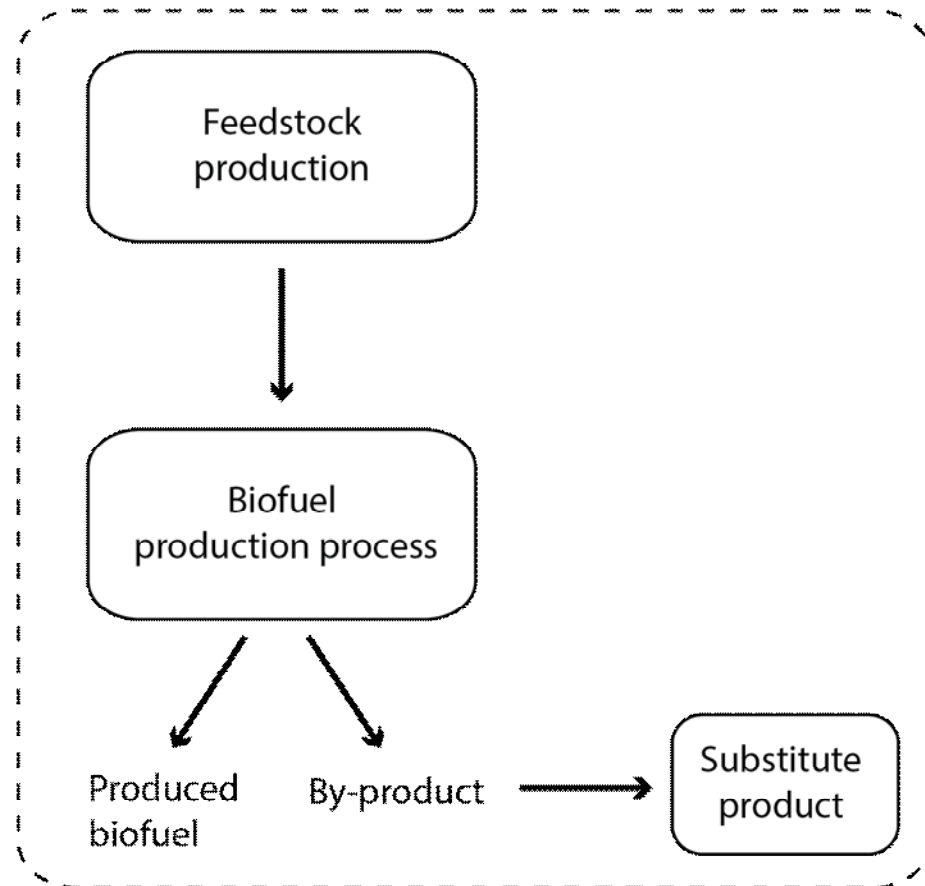 Feedstock
production
Biofuel
production process
Produced
biofuel
By-product
Substitute
product